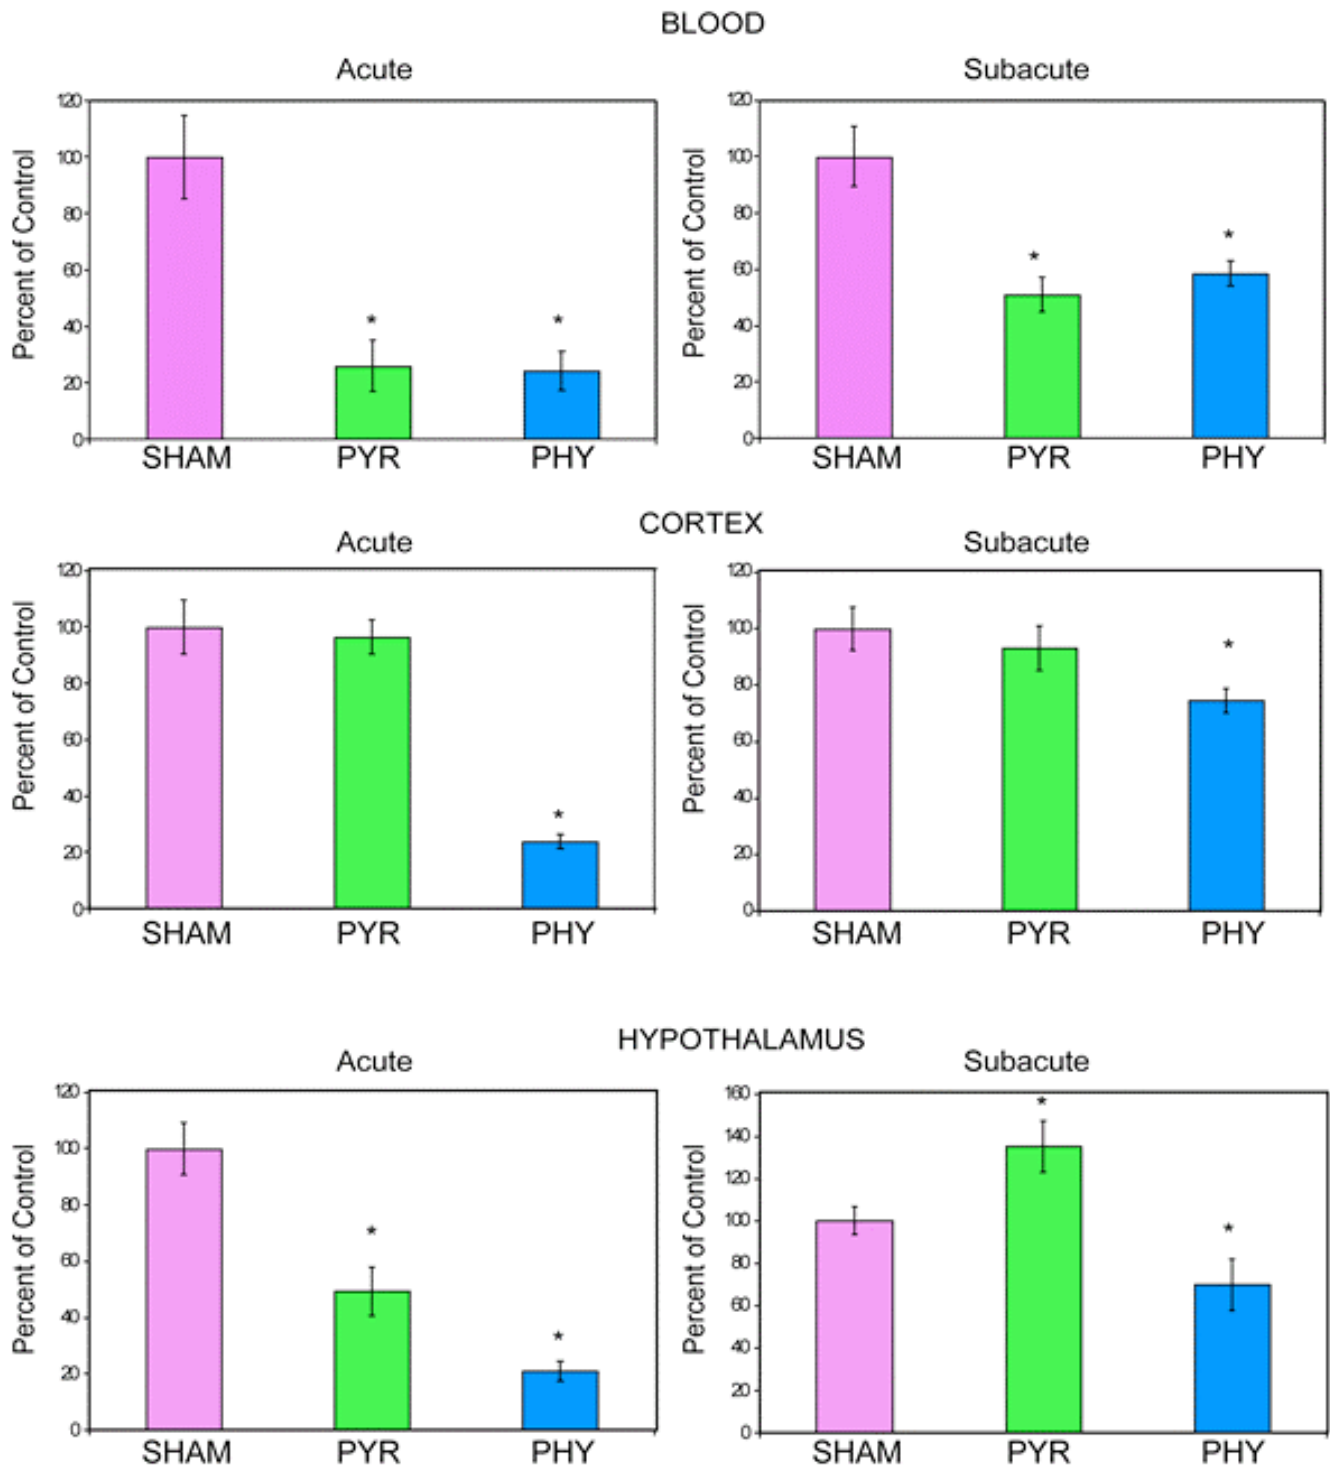 BLOOD
Acute
Subacute
Percent of Control
120
100
80
60
40
20
0
*
*
SHAM PYR PHY
Percent of Control
120
100
80
60
40
20
0
*
*
SHAM PYR PHY
CORTEX
Acute
Subacute
Percent of Control
120
100
80
60
40
20
0
*
SHAM PYR PHY
Percent of Control
120
100
80
60
40
20
0
*
SHAM PYR PHY
HYPOTHALAMUS
Acute
Subacute
Percent of Control
120
100
80
60
40
20
0
*
*
SHAM PYR PHY
Percent of Control
160
140
120
100
80
60
40
20
0
*
*
SHAM PYR PHY